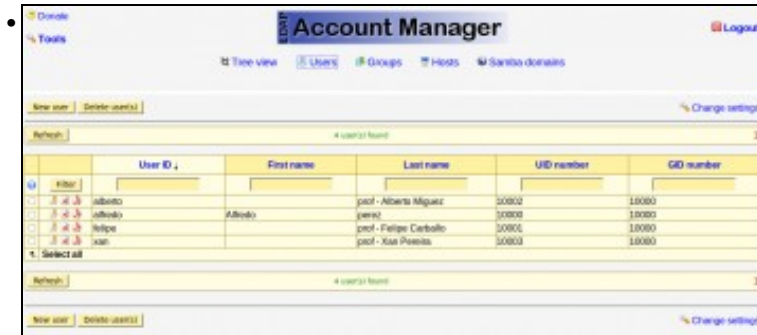 Donate
LDAP Account Manager
Logout
Tools
Tree view Users Groups Hosts Samba domains
New user Delete user(s) Change settings
Refresh 4 user(s) found 1
User ID First name Last name UID number GID number
Filter
alberto prof - Alberto Miguez 10002 10000
alfredo Alfredo perez 10000 10000
felipe prof - Felipe Carballo 10001 10000
xan prof - Xan Pereira 10003 10000
Select all
Refresh 4 user(s) found 1
New user Delete user(s) Change settings